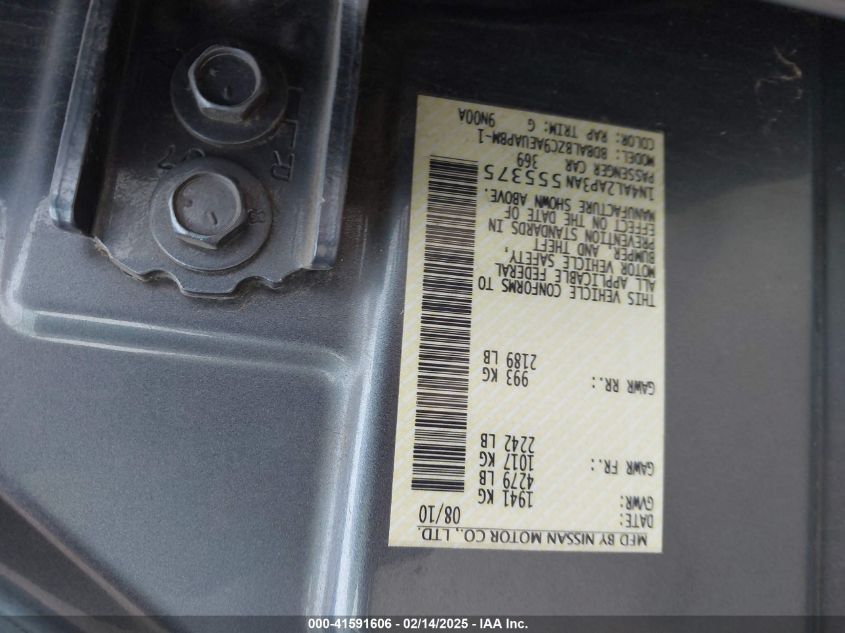 MFD BY NISSAN MOTOR CO., LTD.
DATE: 08/10
GVWR: 1941 KG
4279 LB
GAWR FR.: 1017 KG
2242 LB
GAWR RR.: 993 KG
2189 LB
THIS VEHICLE CONFORMS TO
ALL APPLICABLE FEDERAL
MOTOR VEHICLE SAFETY,
BUMPER, AND THEFT
PREVENTION STANDARDS IN
EFFECT ON THE DATE OF
MANUFACTURE SHOWN ABOVE.
1N4AL2AP3AN555375
PASSENGER CAR 369
MODEL: BDBALBZC9AEUAPBM-1
COLOR: RAP TRIM: G
9N00A
000-41591606 - 02/14/2025 - IAA Inc.